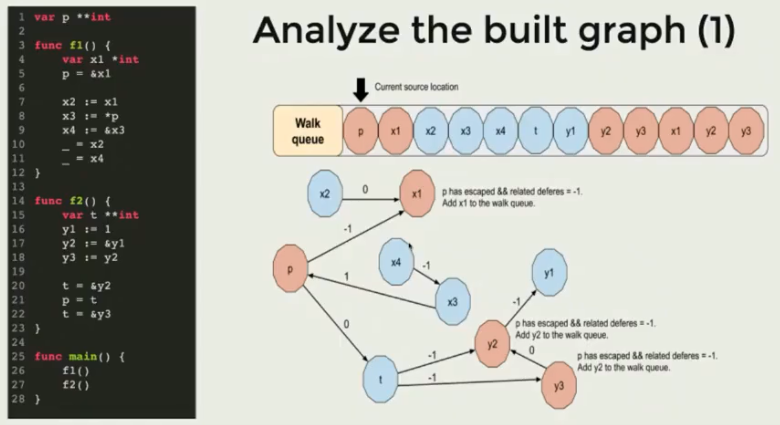 Analyze the built graph (1)
1 var p **int
2
3 func f1() {
4 var x1 *int
5 p = &x1
6
7 x2 := x1
8 x3 := *p
9 x4 := &x3
10 _ = x2
11 _ = x4
12 }
13
14 func f2() {
15 var t **int
16 y1 := 1
17 y2 := &y1
18 y3 := y2
19
20 t = &y2
21 p = t
22 t = &y3
23 }
24
25 func main() {
26 f1()
27 f2()
28 }
Current source location
Walk
queue
p x1 x2 x3 x4 t y1 y2 y3 x1 y2 y3
x2 0 x1
p has escaped && related deferes = -1.
Add x1 to the walk queue.
-1
x4 -1
p 1 x3
y1
-1
0
p has escaped && related deferes = -1.
Add y2 to the walk queue.
y2
-1
0
p has escaped && related deferes = -1.
Add y2 to the walk queue.
t -1 y3